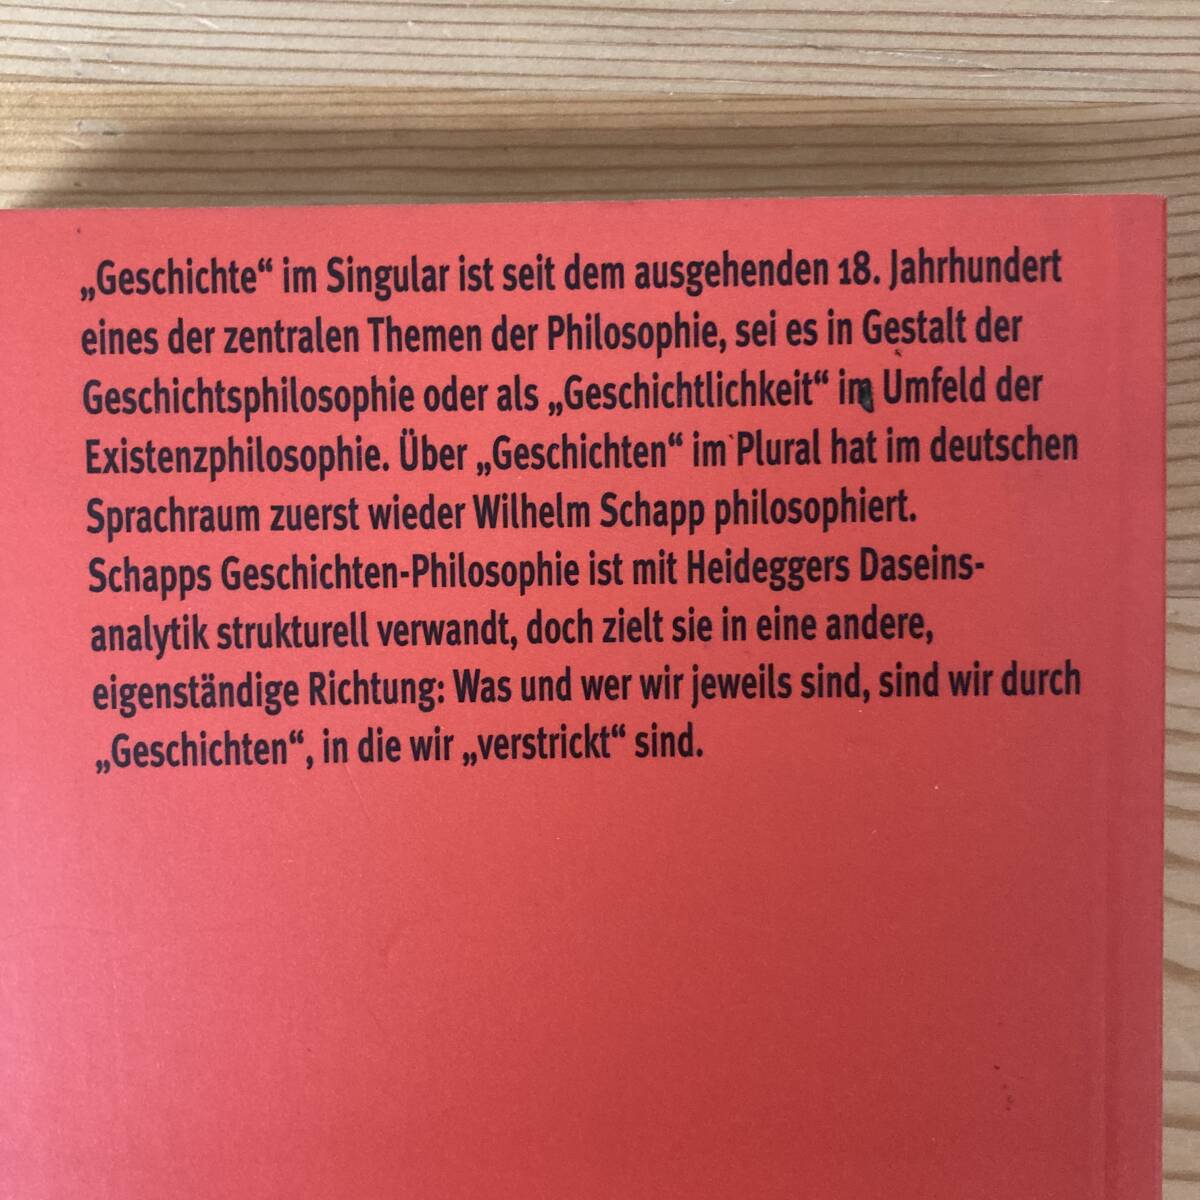 „Geschichte“ im Singular ist seit dem ausgehenden 18. Jahrhundert
eines der zentralen Themen der Philosophie, sei es in Gestalt der
Geschichtsphilosophie oder als „Geschichtlichkeit“ im Umfeld der
Existenzphilosophie. Über „Geschichten“ im Plural hat im deutschen
Sprachraum zuerst wieder Wilhelm Schapp philosophiert.
Schapps Geschichten-Philosophie ist mit Heideggers Daseins-
analytik strukturell verwandt, doch zielt sie in eine andere,
eigenständige Richtung: Was und wer wir jeweils sind, sind wir durch
„Geschichten“, in die wir „verstrickt“ sind.